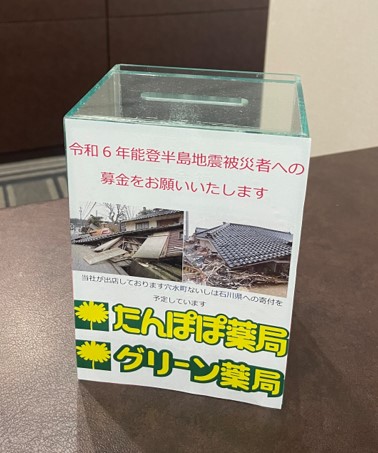 令和６年能登半島地震被災者への
募金をお願いいたします
当社が出店しております穴水町ないしは石川県への寄付を
予定しています
たんぽぽ薬局
グリーン薬局